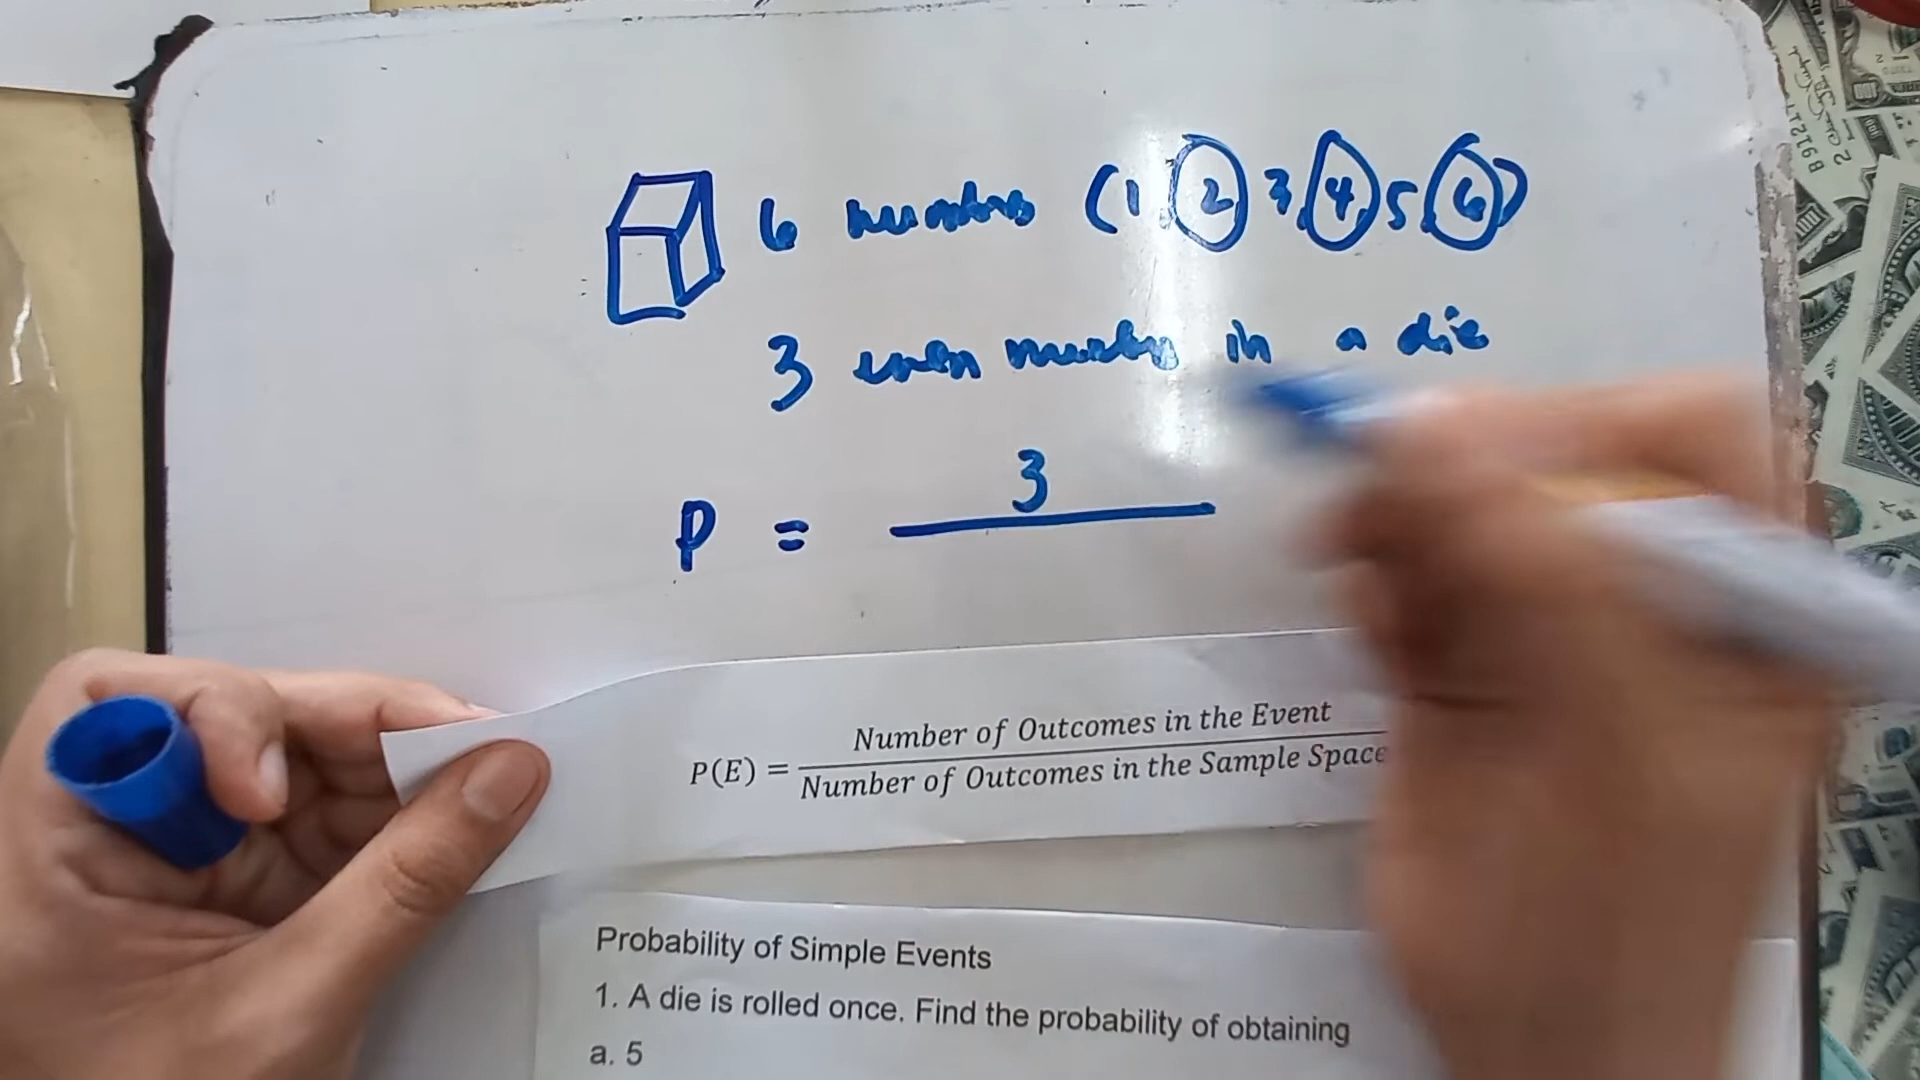 6 numbers (1, 2, 3, 4, 5, 6)
3 even numbers in a die
3
P =
Number of Outcomes in the Event
P(E) =
Number of Outcomes in the Sample Space
Probability of Simple Events
1. A die is rolled once. Find the probability of obtaining
a. 5
B91217
100